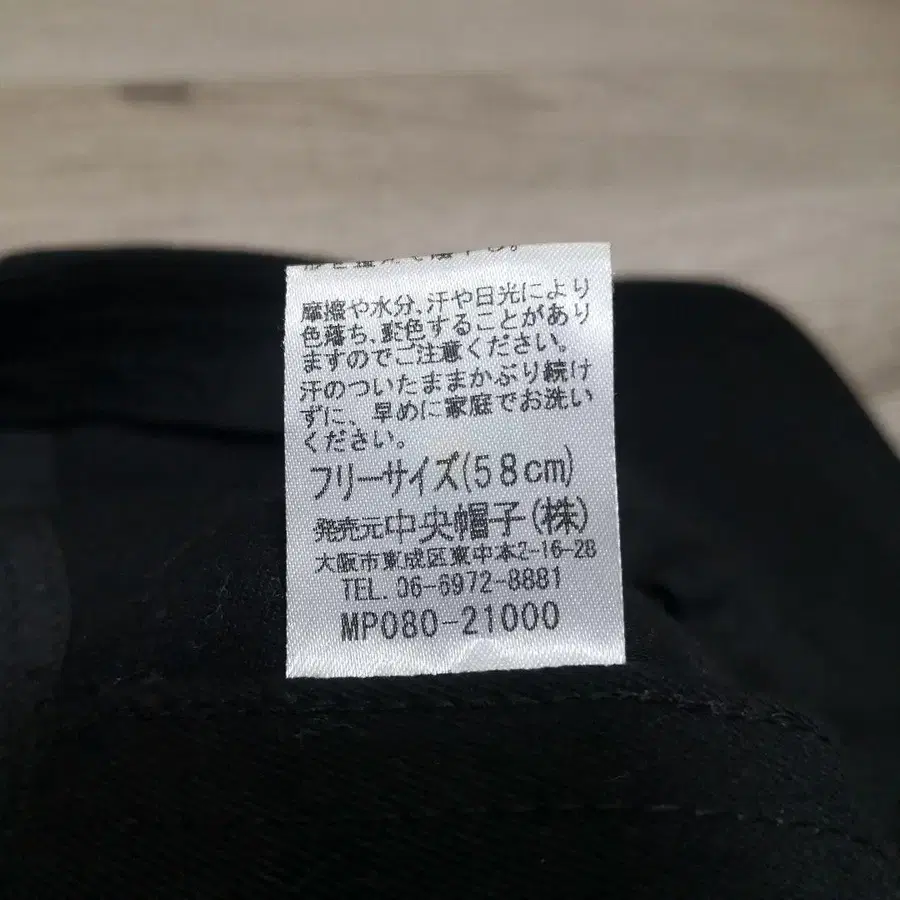 摩擦や水分、汗や日光により
色落ち、変色することがあり
ますのでご注意ください。
汗のついたままかぶり続け
ずに、早めに家庭でお洗い
ください。
フリーサイズ(58cm)
発売元中央帽子(株)
大阪市東成区東中本2-16-28
TEL. 06-6972-8881
MP080-21000